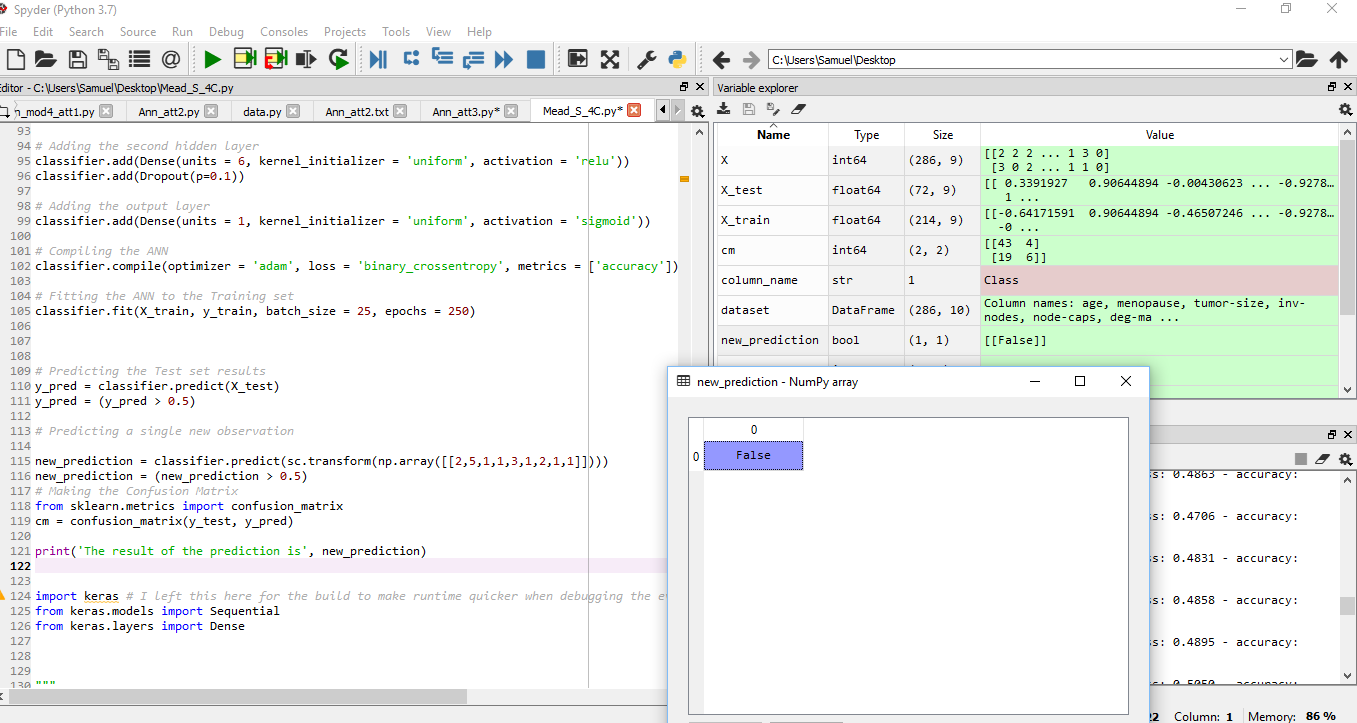 Spyder (Python 3.7)
File Edit Search Source Run Debug Consoles Projects Tools View Help
C:\Users\Samuel\Desktop
ditor - C:\Users\Samuel\Desktop\Mead_S_4C.py
n_mod4_att1.py Ann_att2.py data.py Ann_att2.txt Ann_att3.py* Mead_S_4C.py*
93
94 # Adding the second hidden layer
95 classifier.add(Dense(units = 6, kernel_initializer = 'uniform', activation = 'relu'))
96 classifier.add(Dropout(p=0.1))
97
98 # Adding the output layer
99 classifier.add(Dense(units = 1, kernel_initializer = 'uniform', activation = 'sigmoid'))
100
101 # Compiling the ANN
102 classifier.compile(optimizer = 'adam', loss = 'binary_crossentropy', metrics = ['accuracy'])
103
104 # Fitting the ANN to the Training set
105 classifier.fit(X_train, y_train, batch_size = 25, epochs = 250)
106
107
108
109 # Predicting the Test set results
110 y_pred = classifier.predict(X_test)
111 y_pred = (y_pred > 0.5)
112
113 # Predicting a single new observation
114
115 new_prediction = classifier.predict(sc.transform(np.array([[2,5,1,1,3,1,2,1,1]])))
116 new_prediction = (new_prediction > 0.5)
117 # Making the Confusion Matrix
118 from sklearn.metrics import confusion_matrix
119 cm = confusion_matrix(y_test, y_pred)
120
121 print('The result of the prediction is', new_prediction)
122
123
124 import keras # I left this here for the build to make runtime quicker when debugging the e
125 from keras.models import Sequential
126 from keras.layers import Dense
127
128
129
130 """
Variable explorer
Name Type Size Value
X int64 (286, 9) [[2 2 2 ... 1 3 0]
[3 0 2 ... 1 1 0]
X_test float64 (72, 9) [[ 0.3391927 0.90644894 -0.00430623 ... -0.9278…
1 ...
X_train float64 (214, 9) [[-0.64171591 0.90644894 -0.46507246 ... -0.9278…
-0 ...
cm int64 (2, 2) [[43 4]
[19 6]]
column_name str 1 Class
dataset DataFrame (286, 10) Column names: age, menopause, tumor-size, inv-
nodes, node-caps, deg-ma ...
new_prediction bool (1, 1) [[False]]
new_prediction - NumPy array
0
0 False
ss: 0.4863 - accuracy:
ss: 0.4706 - accuracy:
ss: 0.4831 - accuracy:
ss: 0.4858 - accuracy:
ss: 0.4895 - accuracy:
22 Column: 1 Memory: 86 %